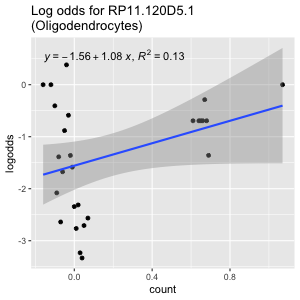 Log odds for RP11.120D5.1
(Oligodendrocytes)
y = −1.56 + 1.08 x, R² = 0.13
0
-1
-2
-3
logodds
0.0 0.4 0.8
count